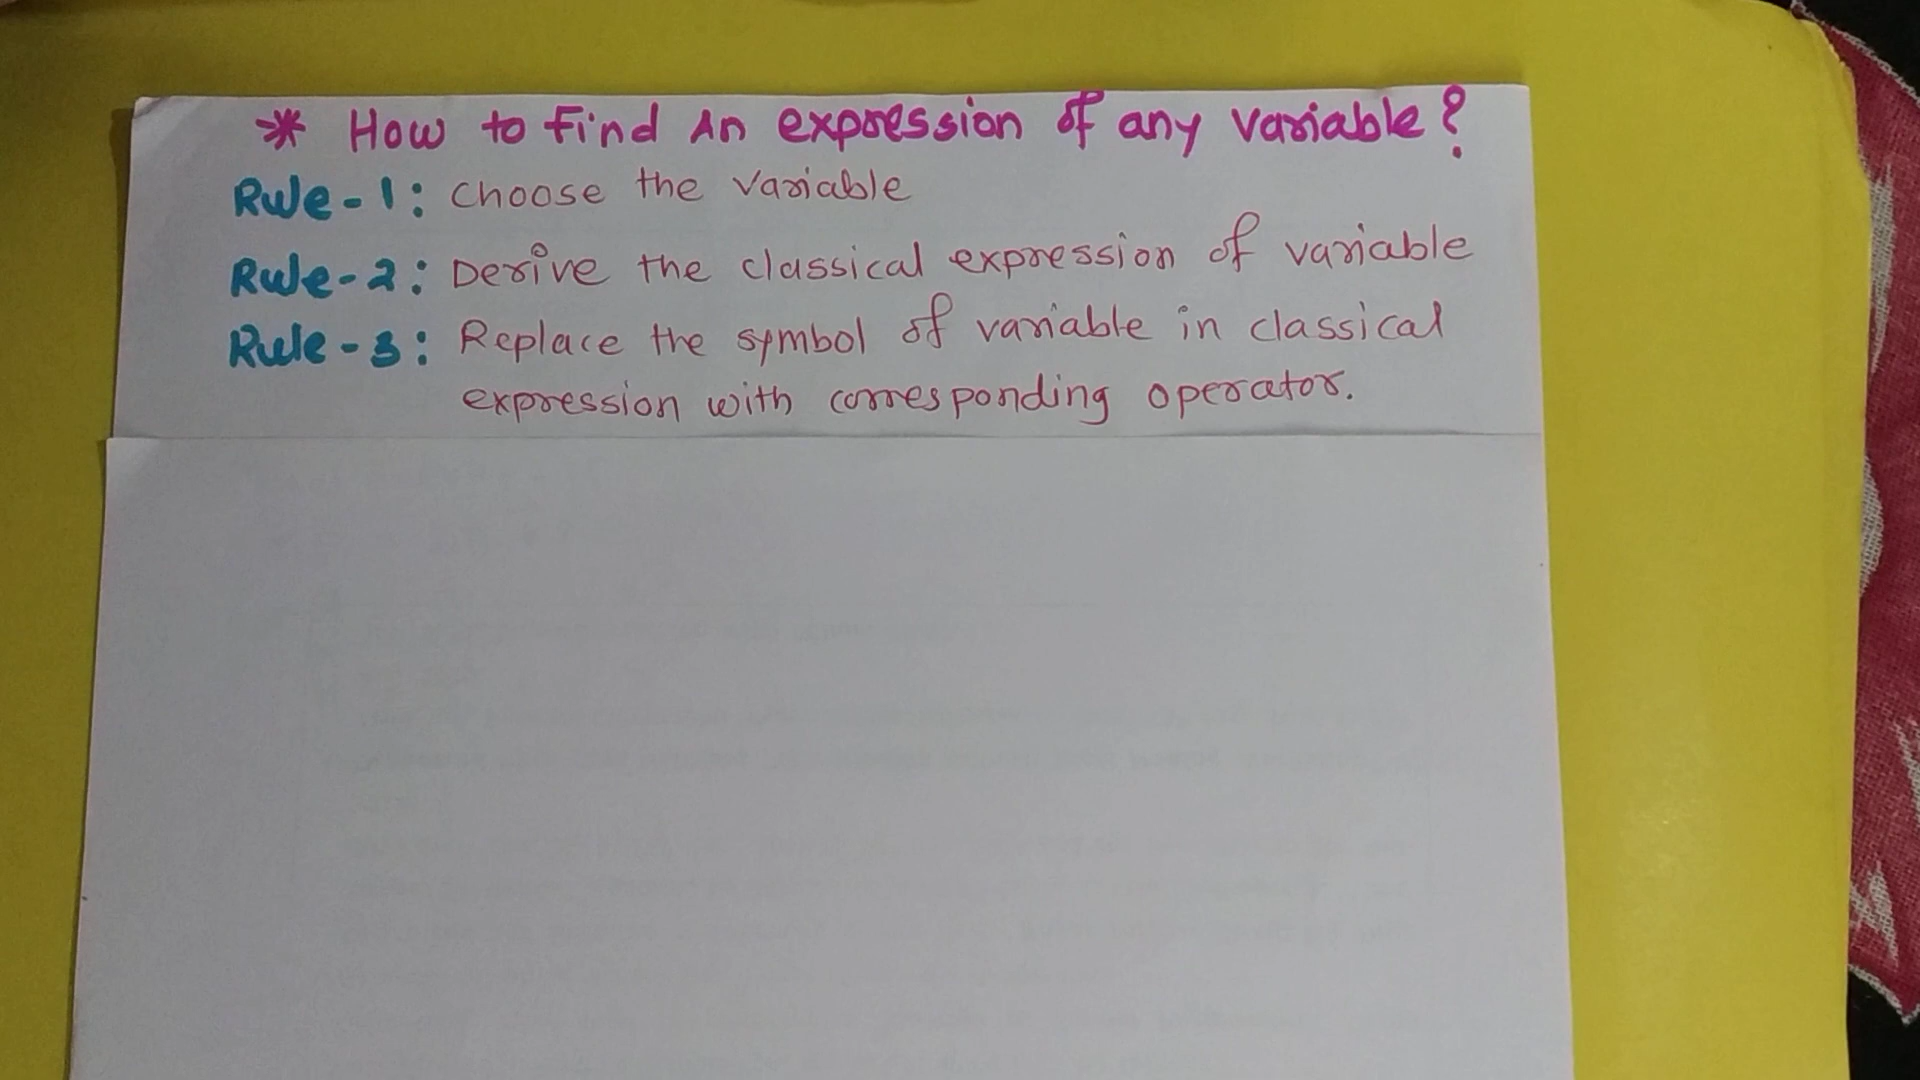 * How to Find An expression of any variable?
Rule-1: Choose the Variable
Rule-2: Derive the classical expression of variable
Rule-3: Replace the symbol of variable in classical
expression with corresponding operator.